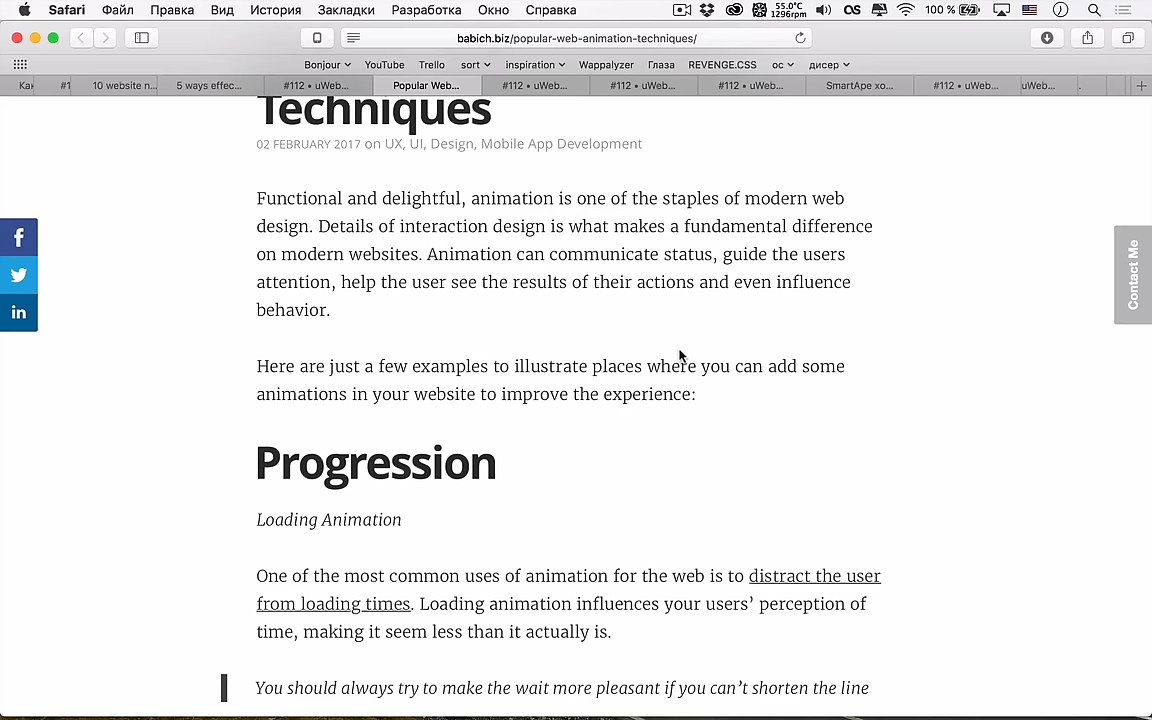 Safari Файл Правка Вид История Закладки Разработка Окно Справка 55.0°C 1296rpm 100 %
babich.biz/popular-web-animation-techniques/
Bonjour YouTube Trello sort inspiration Wappalyzer Глаза REVENGE.CSS ос дисер
Как #1 10 website n... 5 ways effec... #112 • uWeb... Popular Web... #112 • uWeb... #112 • uWeb... #112 • uWeb... SmartApe хо... #112 • uWeb... uWeb...
Techniques
02 FEBRUARY 2017 on UX, UI, Design, Mobile App Development
Functional and delightful, animation is one of the staples of modern web
design. Details of interaction design is what makes a fundamental difference
on modern websites. Animation can communicate status, guide the users
attention, help the user see the results of their actions and even influence
behavior.
Contact Me
Here are just a few examples to illustrate places where you can add some
animations in your website to improve the experience:
Progression
Loading Animation
One of the most common uses of animation for the web is to distract the user
from loading times. Loading animation influences your users’ perception of
time, making it seem less than it actually is.
You should always try to make the wait more pleasant if you can’t shorten the line